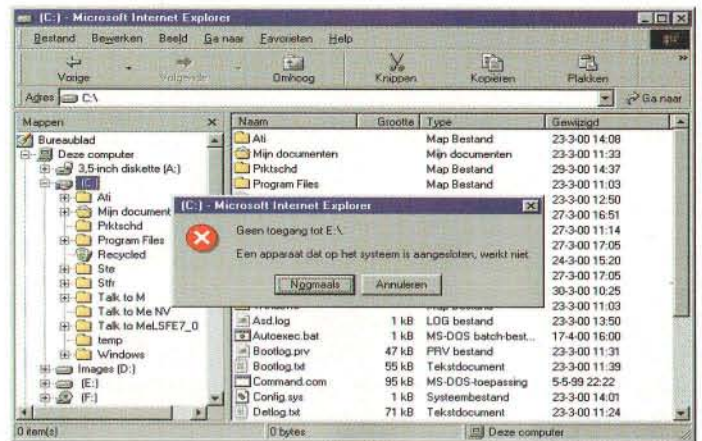 (C:) - Microsoft Internet Explorer
Bestand Bewerken Beeld Ga naar Favorieten Help
Vorige Volgende Omhoog Knippen Kopiëren Plakken
Adres C:\ Ga naar
Mappen
Bureaublad
Deze computer
3,5-inch diskette (A:)
(C:)
Ati
Mijn document
Prktschd
Program Files
Recycled
Ste
Sfr
Talk to M
Talk to Me NV
Talk to MeLSFE7_0
temp
Windows
Images (D:)
(E:)
(F:)
Naam Grootte Type Gewijzigd
Ati Map Bestand 23-3-00 14:08
Mijn documenten Mijn documenten 23-3-00 11:33
Prktschd Map Bestand 29-3-00 14:37
Program Files Map Bestand 23-3-00 11:03
23-3-00 12:50
27-3-00 16:51
27-3-00 11:14
27-3-00 17:05
24-3-00 15:20
27-3-00 17:05
30-3-00 10:25
23-3-00 11:03
Asd.log 1 kB LOG bestand 23-3-00 13:50
Autoexec.bat 1 kB MS-DOS batch-best... 17-4-00 16:00
Bootlog.prv 47 kB PRV bestand 23-3-00 11:31
Bootlog.txt 55 kB Tekstdocument 23-3-00 11:39
Command.com 95 kB MS-DOS-toepassing 5-5-99 22:22
Config.sys 1 kB Systeembestand 23-3-00 14:01
Detlog.txt 71 kB Tekstdocument 23-3-00 11:24
(C:) - Microsoft Internet Explorer
Geen toegang tot E:\.
Een apparaat dat op het systeem is aangesloten, werkt niet.
Nogmaals Annuleren
0 item(s) 0 bytes Deze computer